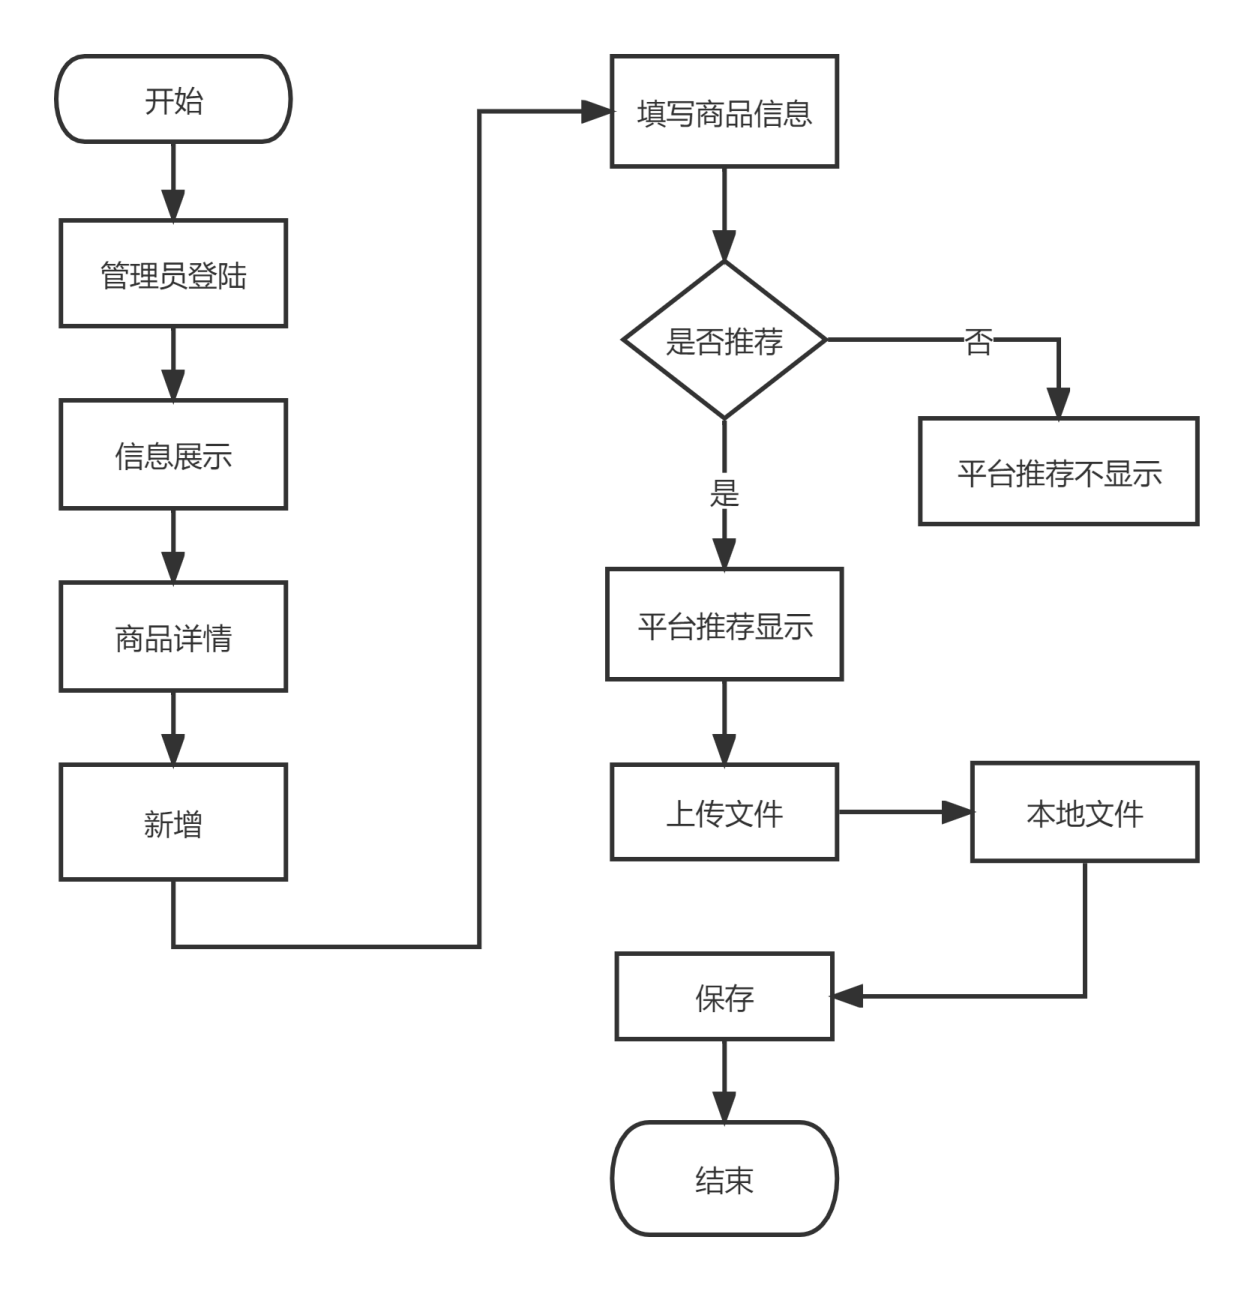 开始
管理员登陆
信息展示
商品详情
新增
填写商品信息
是否推荐
否
平台推荐不显示
是
平台推荐显示
上传文件
本地文件
保存
结束